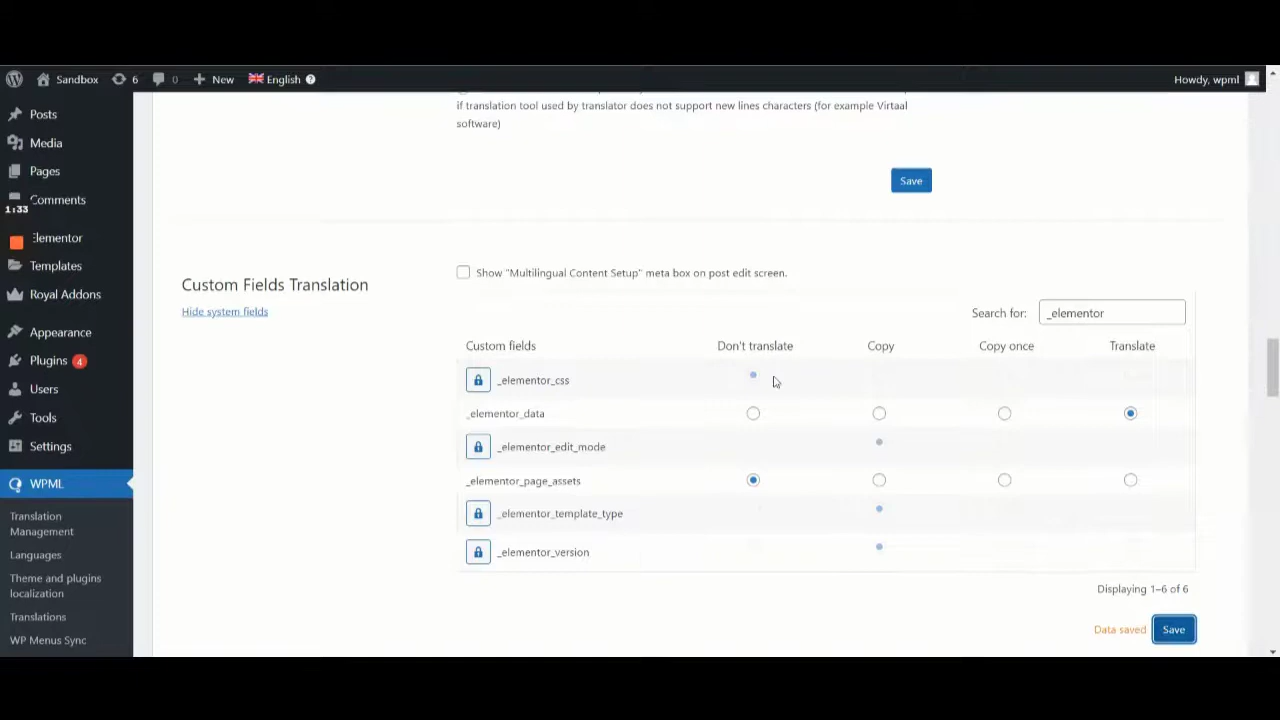 Sandbox 6 0 New English ? Howdy, wpml
Posts
Media
Pages
Comments
1:33
Elementor
Templates
Royal Addons
Appearance
Plugins 4
Users
Tools
Settings
WPML
Translation
Management
Languages
Theme and plugins
localization
Translations
WP Menus Sync
if translation tool used by translator does not support new lines characters (for example Virtaal
software)
Save
Custom Fields Translation
Hide system fields
Show "Multilingual Content Setup" meta box on post edit screen.
Search for: _elementor
Custom fields Don't translate Copy Copy once Translate
_elementor_css
_elementor_data
_elementor_edit_mode
_elementor_page_assets
_elementor_template_type
_elementor_version
Displaying 1–6 of 6
Data saved Save